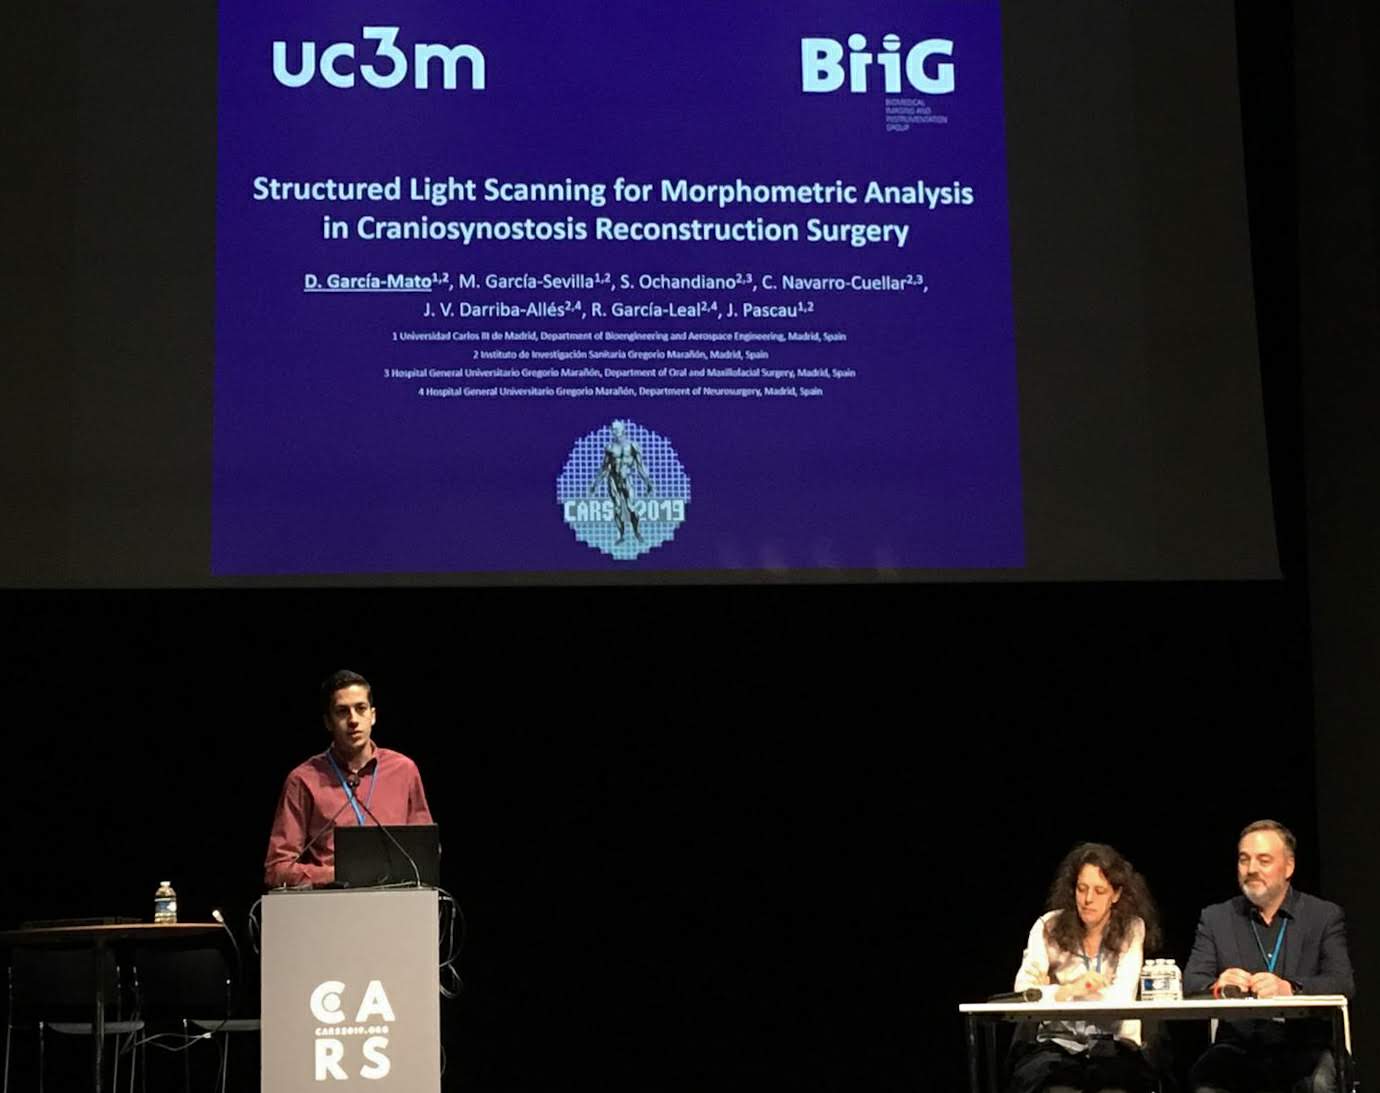 uc3m
BiiG
BIOMEDICAL
IMAGING AND
INSTRUMENTATION
GROUP
Structured Light Scanning for Morphometric Analysis
in Craniosynostosis Reconstruction Surgery
D. García-Mato1,2, M. García-Sevilla1,2, S. Ochandiano2,3, C. Navarro-Cuellar2,3,
J. V. Darriba-Allés2,4, R. García-Leal2,4, J. Pascau1,2
1 Universidad Carlos III de Madrid, Department of Bioengineering and Aerospace Engineering, Madrid, Spain
2 Instituto de Investigación Sanitaria Gregorio Marañón, Madrid, Spain
3 Hospital General Universitario Gregorio Marañón, Department of Oral and Maxillofacial Surgery, Madrid, Spain
4 Hospital General Universitario Gregorio Marañón, Department of Neurosurgery, Madrid, Spain
CARS 2019
CA
CARS2019.ORG
RS